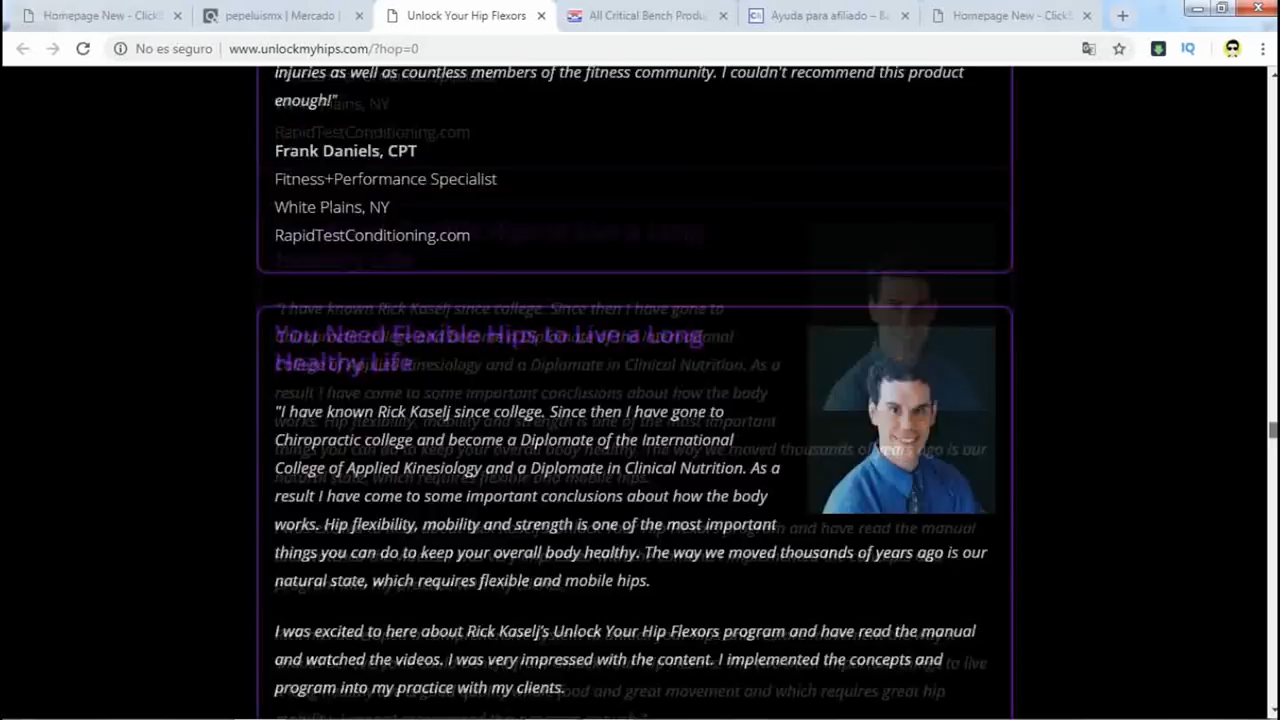 Homepage New - Click
pepeluismx | Mercado
Unlock Your Hip Flexors
All Critical Bench Produ
Ayuda para afiliado – B
Homepage New - Click
No es seguro
www.unlockmyhips.com/?hop=0
IQ
injuries as well as countless members of the fitness community. I couldn't recommend this product
enough!"
Plains, NY
RapidTestConditioning.com
Frank Daniels, CPT
Fitness+Performance Specialist
White Plains, NY
RapidTestConditioning.com
You Need Flexible Hips to Live a Long
Healthy Life
"I have known Rick Kaselj since college. Since then I have gone to
Chiropractic college and become a Diplomate of the International
College of Applied Kinesiology and a Diplomate in Clinical Nutrition. As a
result I have come to some important conclusions about how the body
works. Hip flexibility, mobility and strength is one of the most important
things you can do to keep your overall body healthy. The way we moved thousands of years ago is our
natural state, which requires flexible and mobile hips.
I was excited to here about Rick Kaselj's Unlock Your Hip Flexors program and have read the manual
and watched the videos. I was very impressed with the content. I implemented the concepts and
program into my practice with my clients.